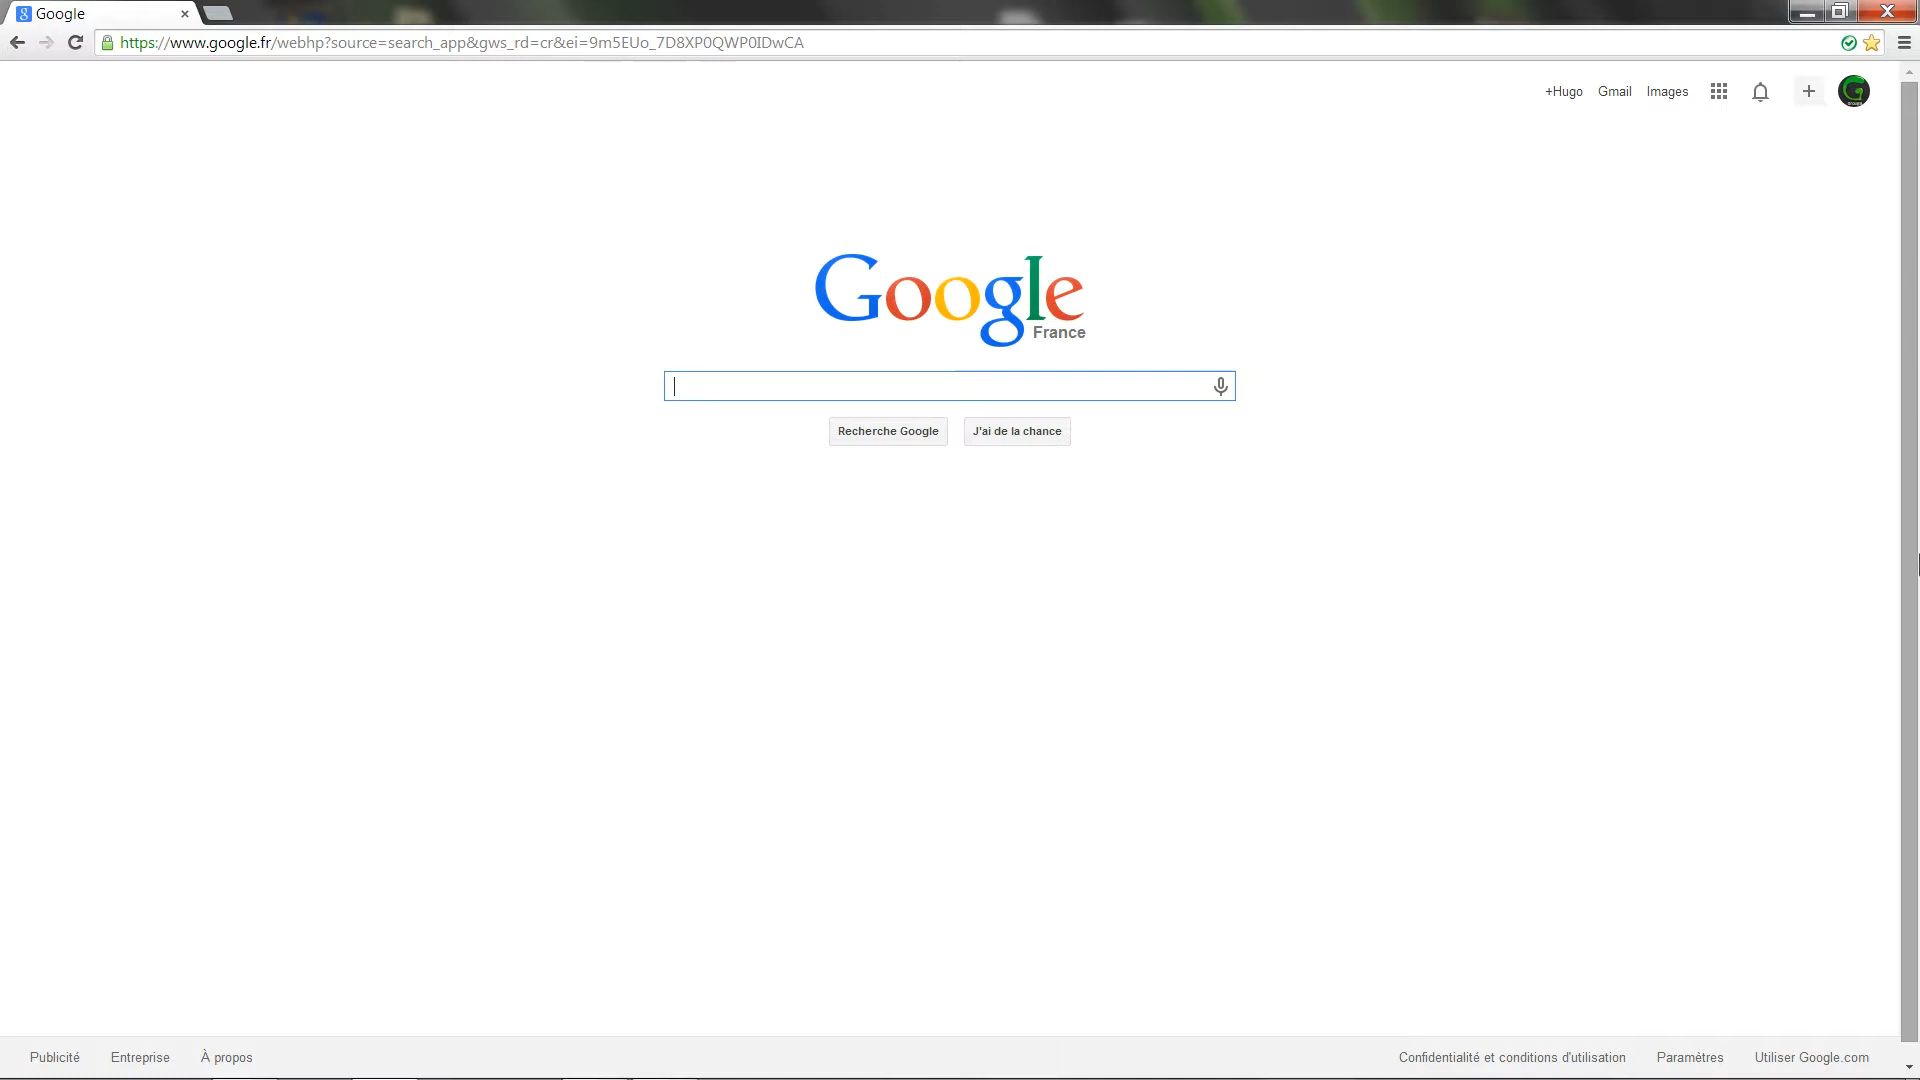 Google
https://www.google.fr/webhp?source=search_app&gws_rd=cr&ei=9m5EUo_7D8XP0QWP0IDwCA
+Hugo Gmail Images
Google
France
Recherche Google J'ai de la chance
Publicité Entreprise À propos Confidentialité et conditions d'utilisation Paramètres Utiliser Google.com